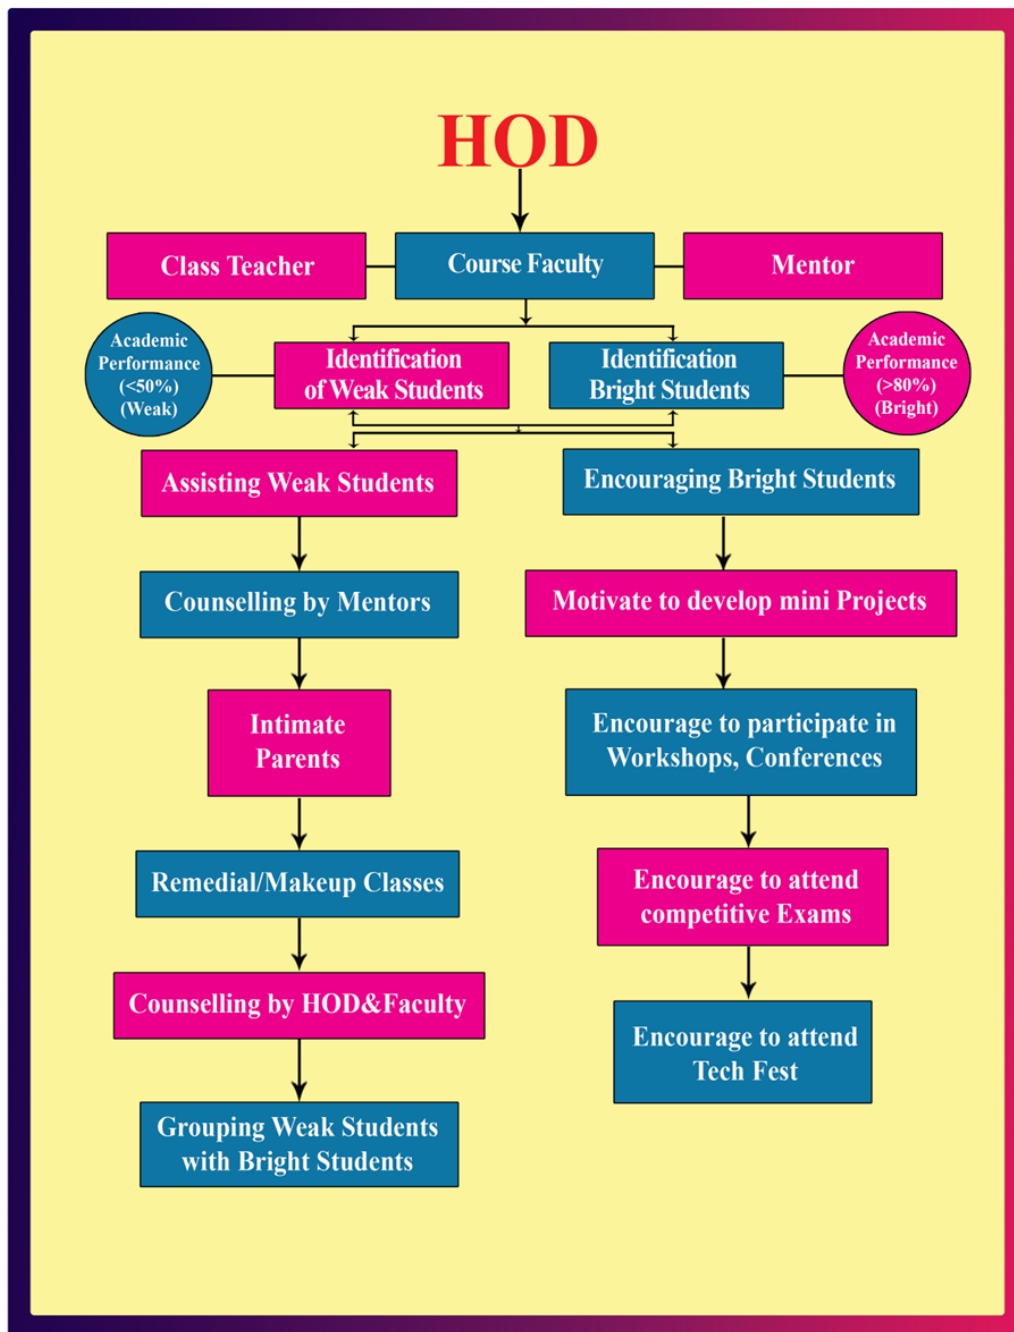 HOD
Class Teacher
Course Faculty
Mentor
Academic
Performance
(<50%)
(Weak)
Identification
of Weak Students
Identification
Bright Students
Academic
Performance
(>80%)
(Bright)
Assisting Weak Students
Encouraging Bright Students
Counselling by Mentors
Motivate to develop mini Projects
Intimate
Parents
Encourage to participate in
Workshops, Conferences
Remedial/Makeup Classes
Encourage to attend
competitive Exams
Counselling by HOD&Faculty
Encourage to attend
Tech Fest
Grouping Weak Students
with Bright Students